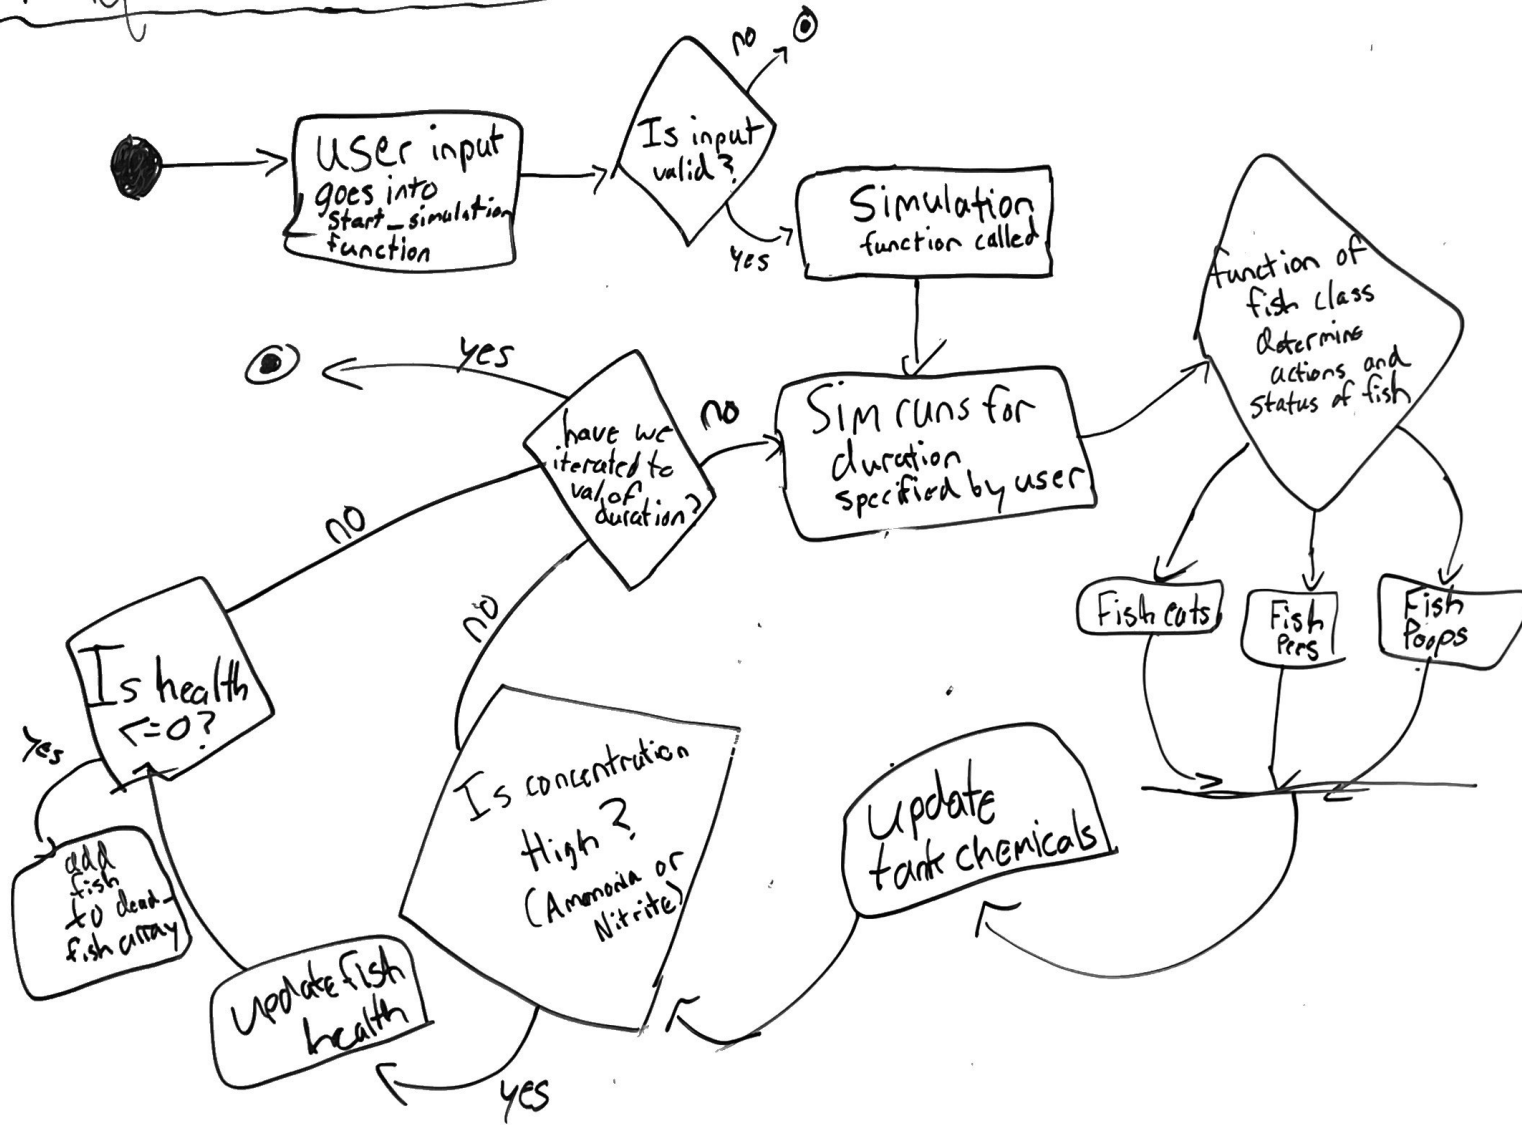 no
User input
goes into
start_simulation
function
Is input
valid?
yes
Simulation
function called
function of
fish class
determine
actions and
status of fish
yes
have we
iterated to
val of
duration?
no
Sim runs for
duration
specified by user
no
no
Fish eats
Fish
Pees
Fish
Poops
Is health
<=0?
yes
add
fish
to dead-
fish array
Is concentration
High?
(Ammonia or
Nitrite)
update
tank chemicals
update fish
health
yes